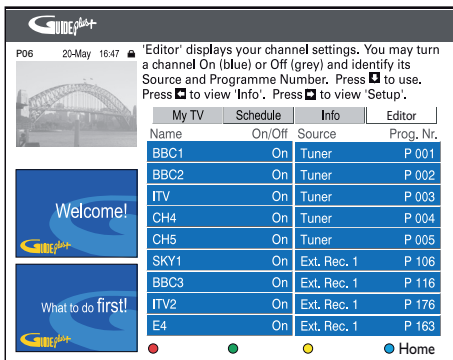 GUIDE plus+
P06 20-May 16:47
'Editor' displays your channel settings. You may turn
a channel On (blue) or Off (grey) and identify its
Source and Programme Number. Press to use.
Press to view 'Info'. Press to view 'Setup'.
My TV Schedule Info Editor
Name On/Off Source Prog. Nr.
BBC1 On Tuner P 001
BBC2 On Tuner P 002
ITV On Tuner P 003
CH4 On Tuner P 004
CH5 On Tuner P 005
SKY1 On Ext. Rec. 1 P 106
BBC3 On Ext. Rec. 1 P 116
ITV2 On Ext. Rec. 1 P 176
E4 On Ext. Rec. 1 P 163
Welcome!
GUIDE plus+
What to do first!
GUIDE plus+
Home